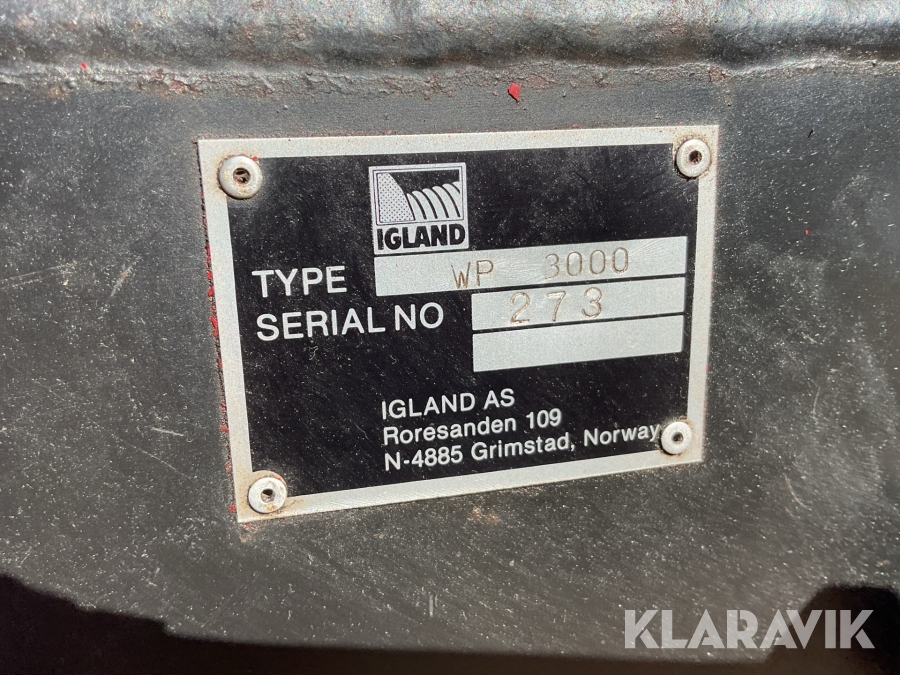 IGLAND
TYPE WP 3000
SERIAL NO 273
IGLAND AS
Roresanden 109
N-4885 Grimstad, Norway
KLARAVIK